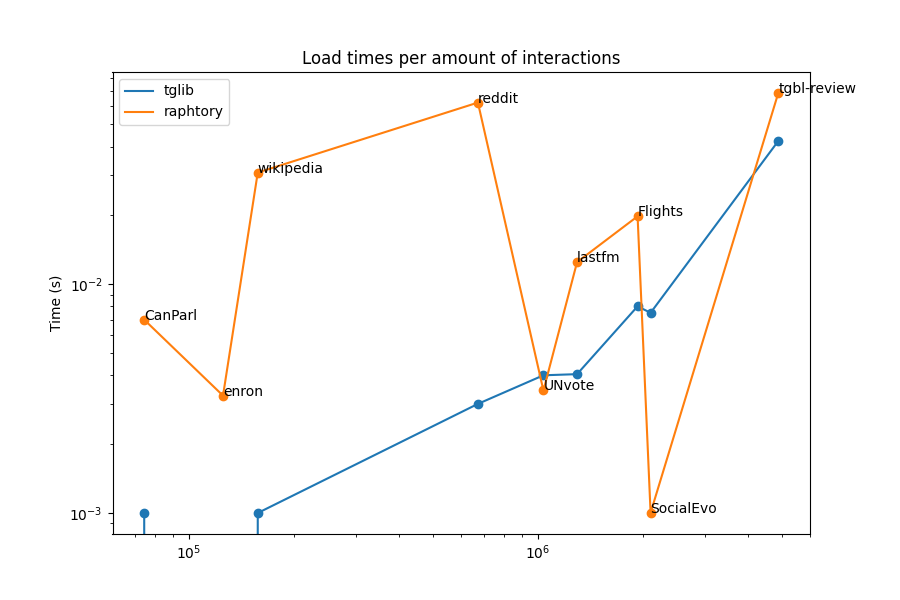 Load times per amount of interactions
tglib
raphtory
tgbl-review
reddit
wikipedia
Flights
lastfm
Time (s)
10⁻²
CanParl
enron
UNvote
10⁻³
SocialEvo
10⁵
10⁶